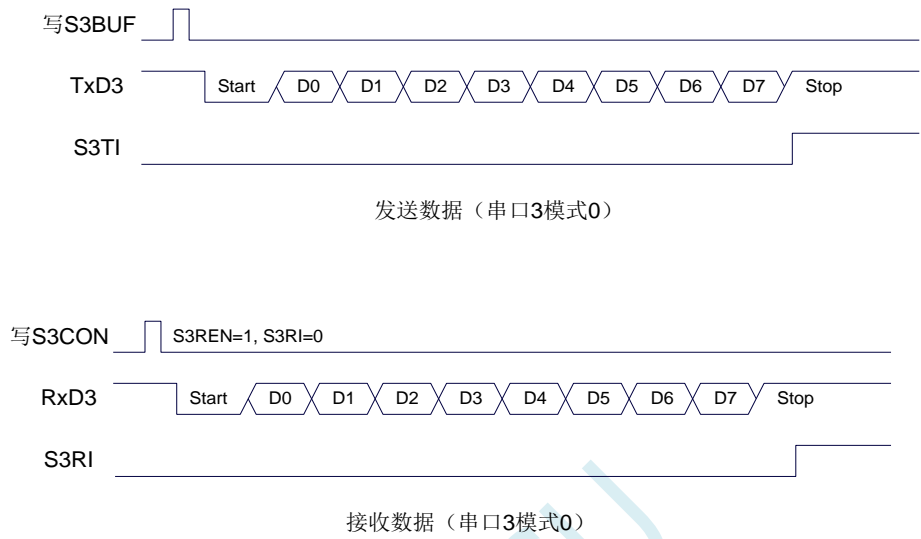 写S3BUF
TxD3 Start D0 D1 D2 D3 D4 D5 D6 D7 Stop
S3TI
发送数据（串口3模式0）
写S3CON S3REN=1, S3RI=0
RxD3 Start D0 D1 D2 D3 D4 D5 D6 D7 Stop
S3RI
接收数据（串口3模式0）